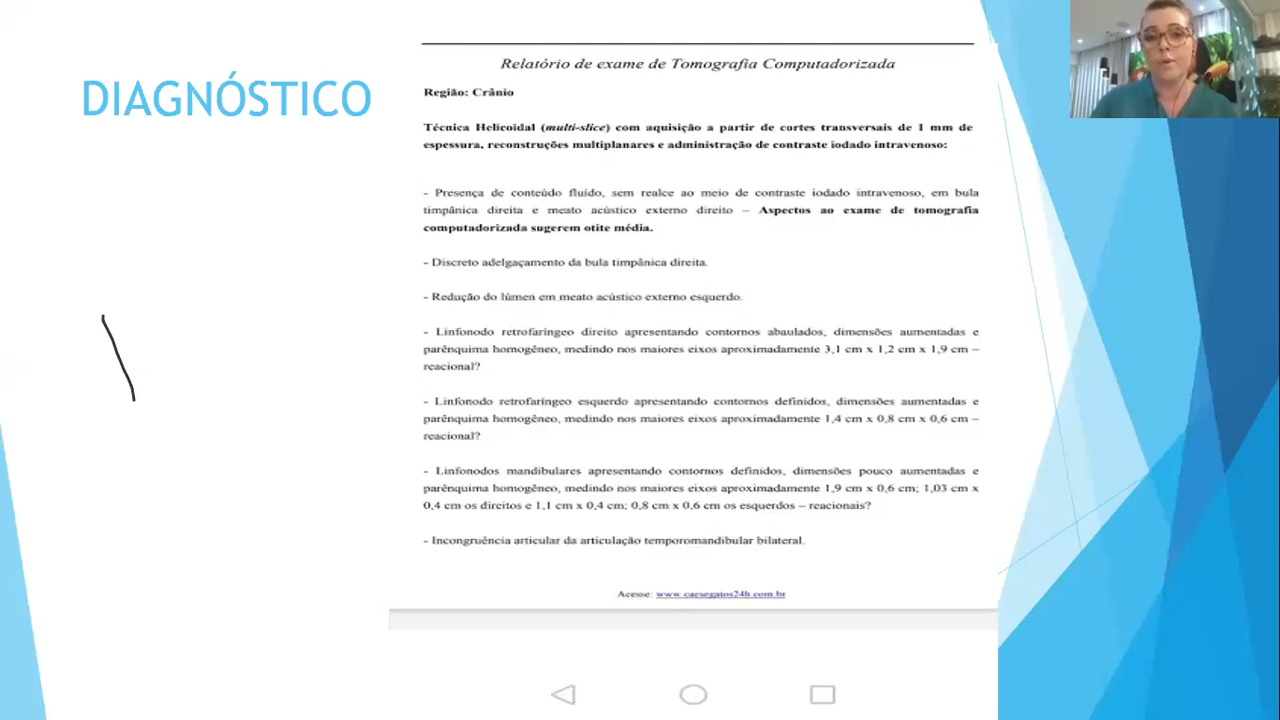 DIAGNÓSTICO
Relatório de exame de Tomografia Computadorizada
Região: Crânio
Técnica Helicoidal (multi-slice) com aquisição a partir de cortes transversais de 1 mm de
espessura, reconstruções multiplanares e administração de contraste iodado intravenoso:
- Presença de conteúdo fluído, sem realce ao meio de contraste iodado intravenoso, em bula
timpânica direita e meato acústico externo direito – Aspectos ao exame de tomografia
computadorizada sugerem otite média.
- Discreto adelgaçamento da bula timpânica direita.
- Redução do lúmen em meato acústico externo esquerdo.
- Linfonodo retrofaríngeo direito apresentando contornos abaulados, dimensões aumentadas e
parênquima homogêneo, medindo nos maiores eixos aproximadamente 3,1 cm x 1,2 cm x 1,9 cm –
reacional?
- Linfonodo retrofaríngeo esquerdo apresentando contornos definidos, dimensões aumentadas e
parênquima homogêneo, medindo nos maiores eixos aproximadamente 1,4 cm x 0,8 cm x 0,6 cm –
reacional?
- Linfonodos mandibulares apresentando contornos definidos, dimensões pouco aumentadas e
parênquima homogêneo, medindo nos maiores eixos aproximadamente 1,9 cm x 0,6 cm; 1,03 cm x
0,4 cm os direitos e 1,1 cm x 0,4 cm; 0,8 cm x 0,6 cm os esquerdos – reacionais?
- Incongruência articular da articulação temporomandibular bilateral.
Acesse: www.caesegatos24h.com.br